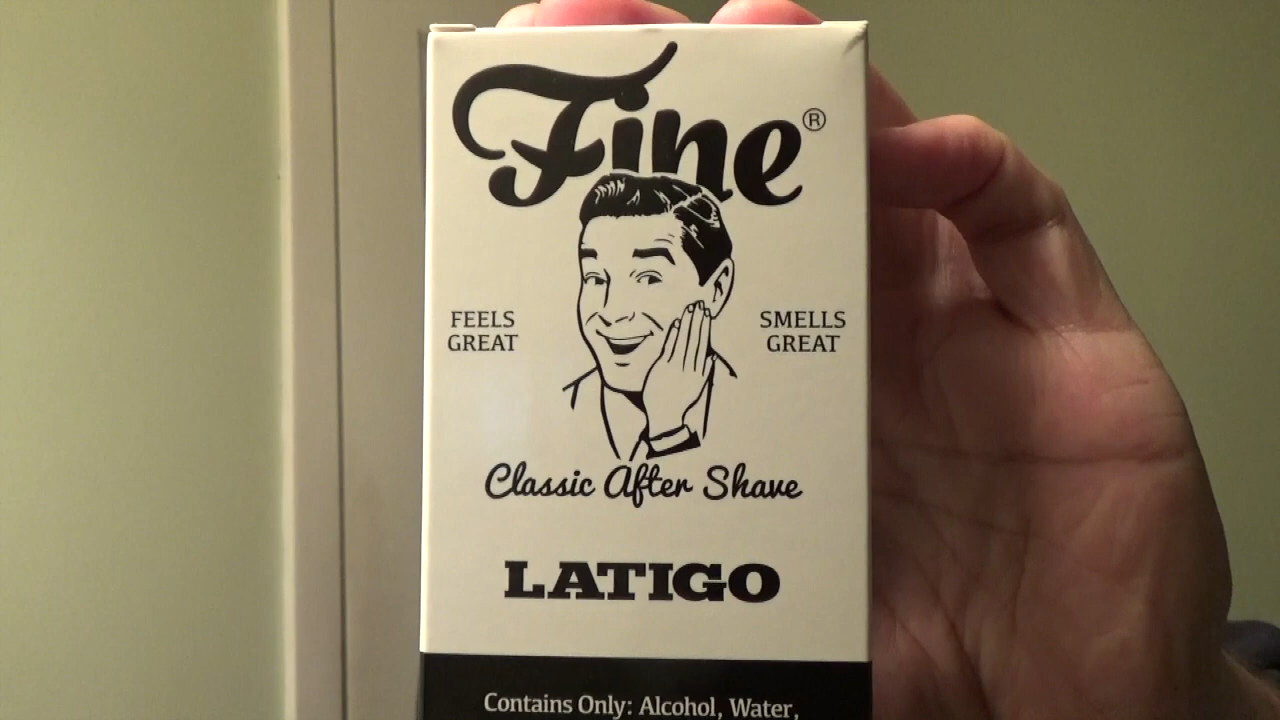 Fine®
FEELS
GREAT
SMELLS
GREAT
Classic After Shave
LATIGO
Contains Only: Alcohol, Water,